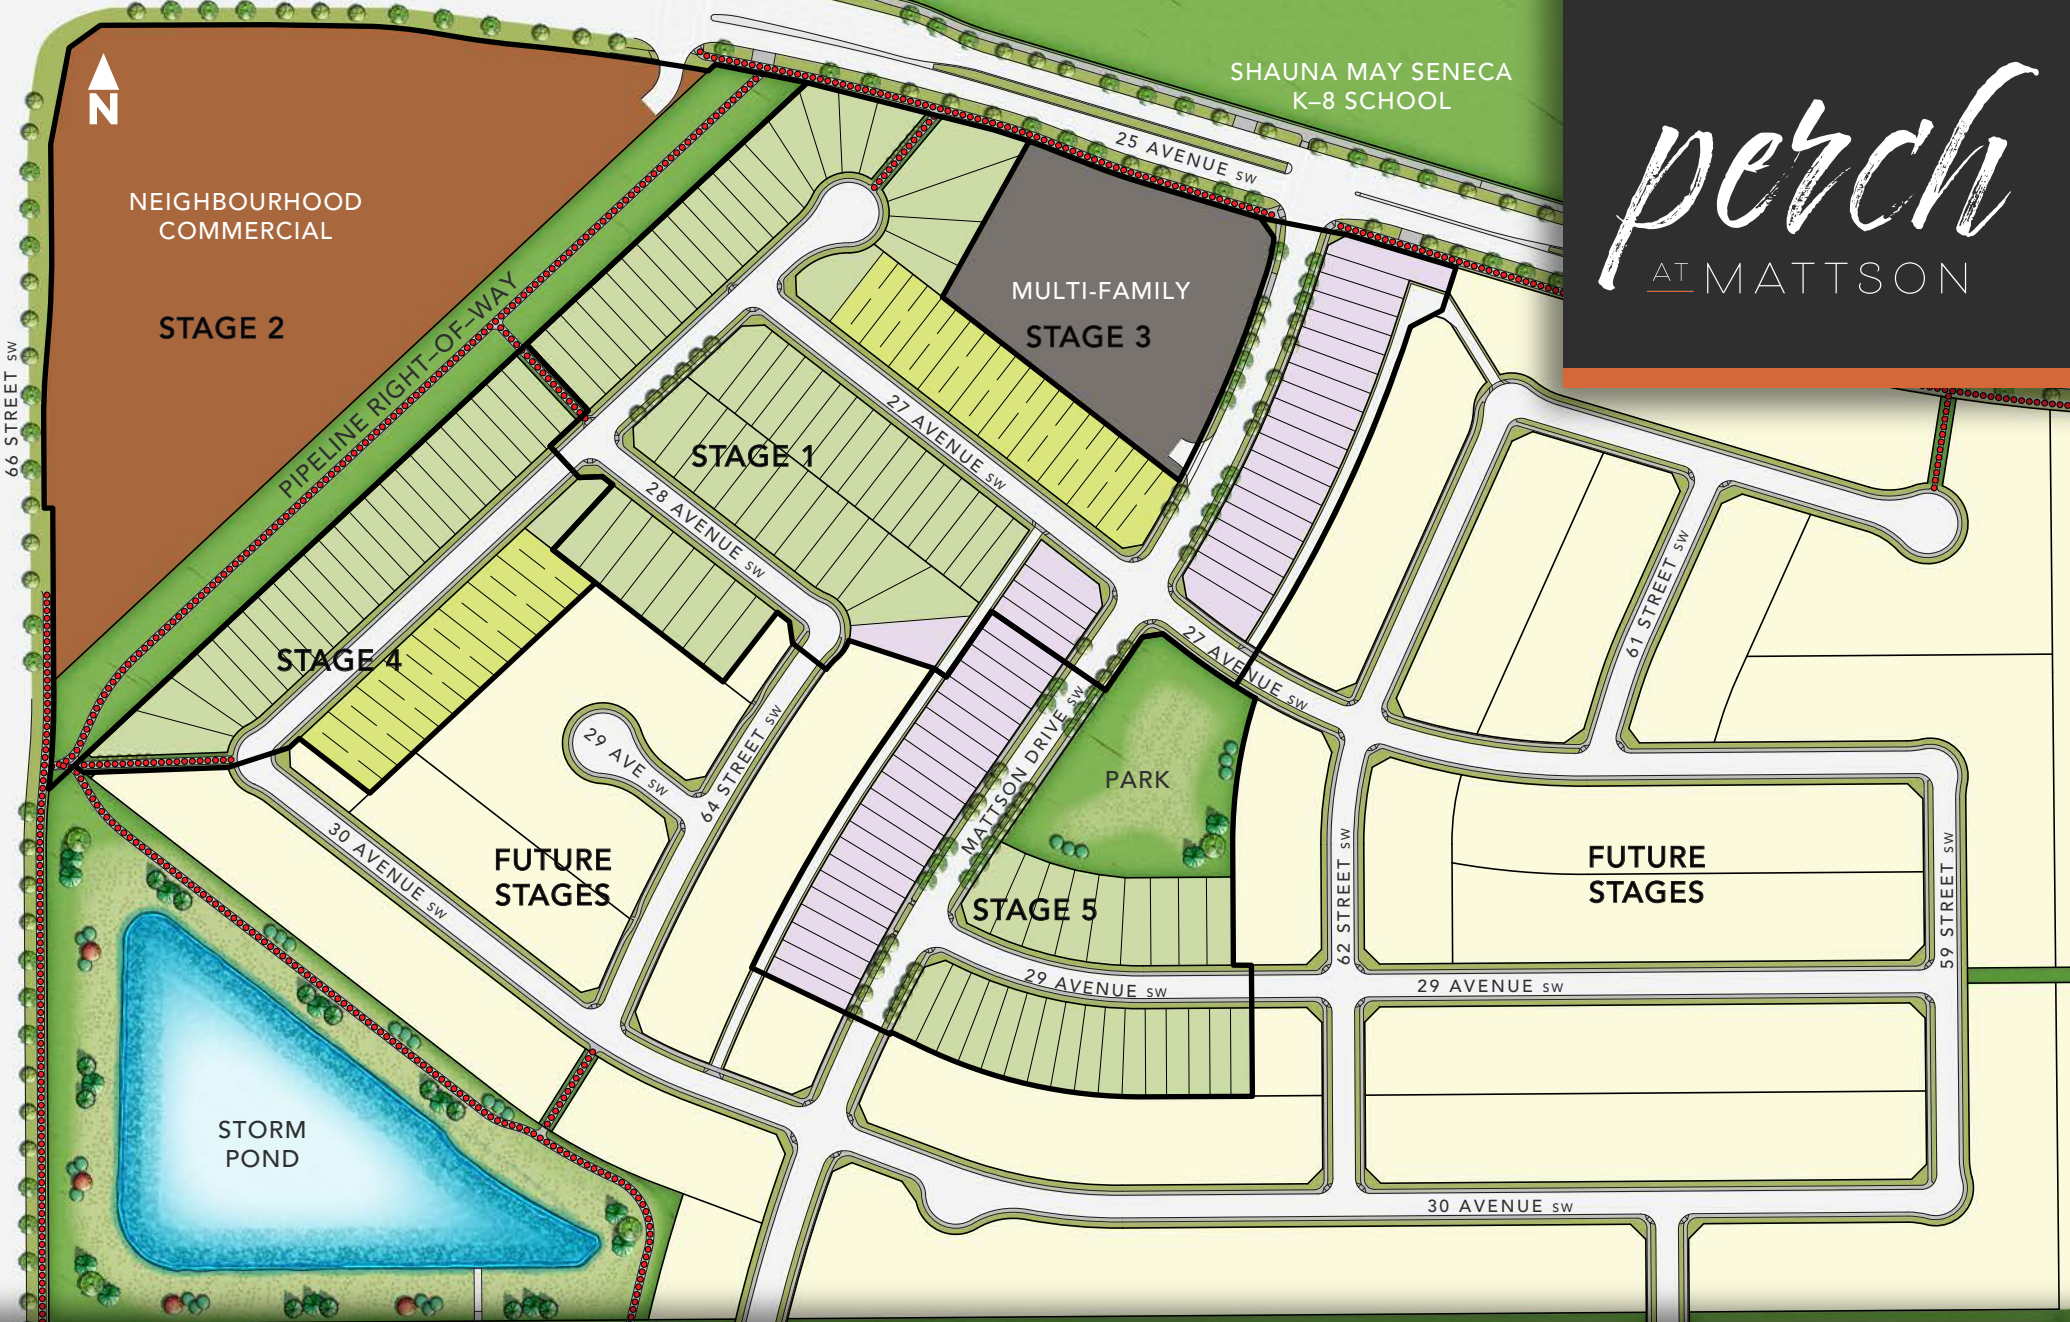 N
SHAUNA MAY SENECA
K–8 SCHOOL
perch
AT MATTSON
25 AVENUE SW
NEIGHBOURHOOD
COMMERCIAL
STAGE 2
MULTI-FAMILY
STAGE 3
PIPELINE RIGHT–OF–WAY
66 STREET SW
27 AVENUE SW
STAGE 1
28 AVENUE SW
61 STREET SW
STAGE 4
27 AVENUE SW
29 AVE SW
64 STREET SW
MATTSON DRIVE SW
PARK
30 AVENUE SW
FUTURE
STAGES
STAGE 5
62 STREET SW
FUTURE
STAGES
59 STREET SW
29 AVENUE SW
29 AVENUE SW
STORM
POND
30 AVENUE SW